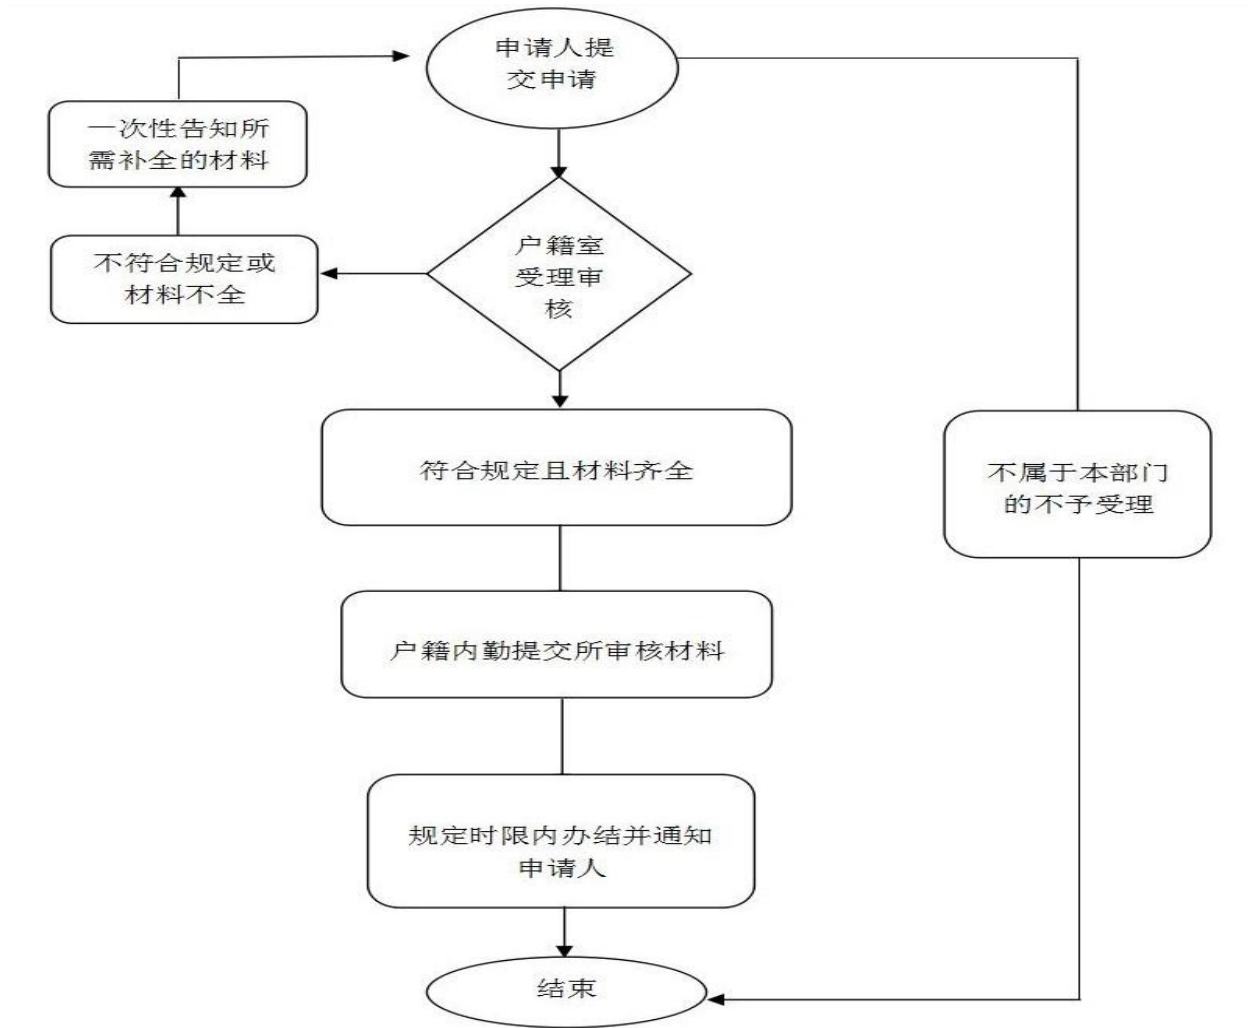 申请人提
交申请
一次性告知所
需补全的材料
不符合规定或
材料不全
户籍室
受理审
核
符合规定且材料齐全
不属于本部门
的不予受理
户籍内勤提交所审核材料
规定时限内办结并通知
申请人
结束